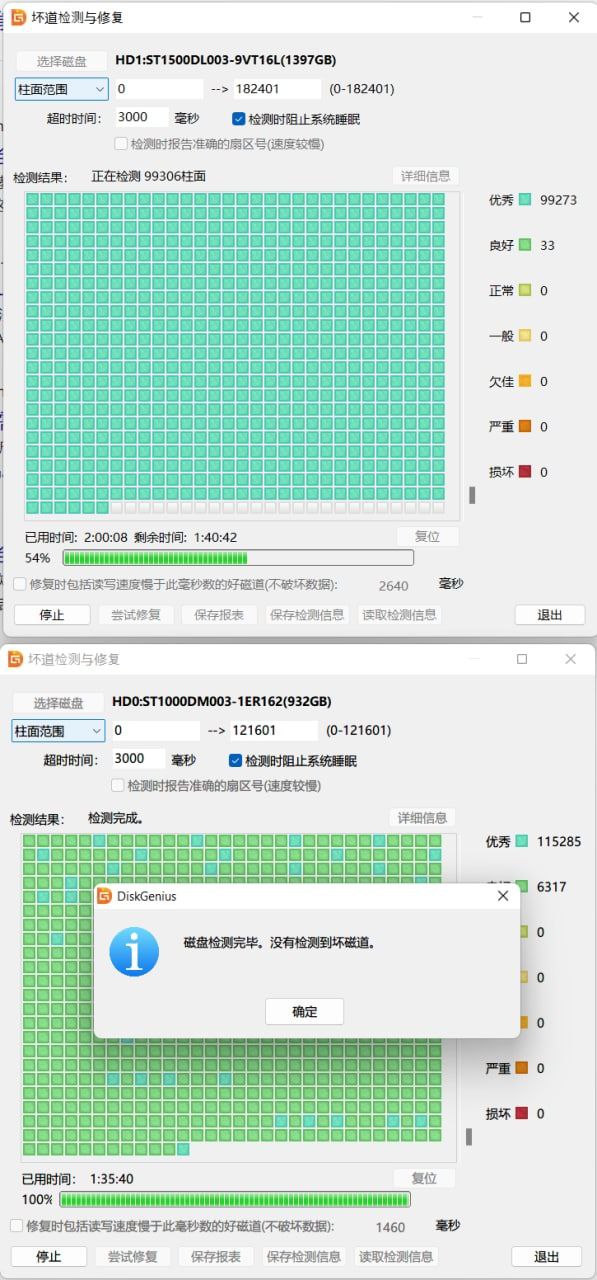 坏道检测与修复
选择磁盘 HD1:ST1500DL003-9VT16L(1397GB)
柱面范围 0 --> 182401 (0-182401)
超时时间: 3000 毫秒 检测时阻止系统睡眠
检测时报告准确的扇区号(速度较慢)
检测结果: 正在检测 99306柱面 详细信息
优秀 99273
良好 33
正常 0
一般 0
欠佳 0
严重 0
损坏 0
已用时间: 2:00:08 剩余时间: 1:40:42 复位
54%
修复时包括读写速度慢于此毫秒数的好磁道(不破坏数据): 2640 毫秒
停止 尝试修复 保存报表 保存检测信息 读取检测信息 退出
坏道检测与修复
选择磁盘 HD0:ST1000DM003-1ER162(932GB)
柱面范围 0 --> 121601 (0-121601)
超时时间: 3000 毫秒 检测时阻止系统睡眠
检测时报告准确的扇区号(速度较慢)
检测结果: 检测完成。 详细信息
优秀 115285
6317
DiskGenius
磁盘检测完毕。没有检测到坏磁道。
确定
0
0
0
严重 0
损坏 0
已用时间: 1:35:40 复位
100%
修复时包括读写速度慢于此毫秒数的好磁道(不破坏数据): 1460 毫秒
停止 尝试修复 保存报表 保存检测信息 读取检测信息 退出